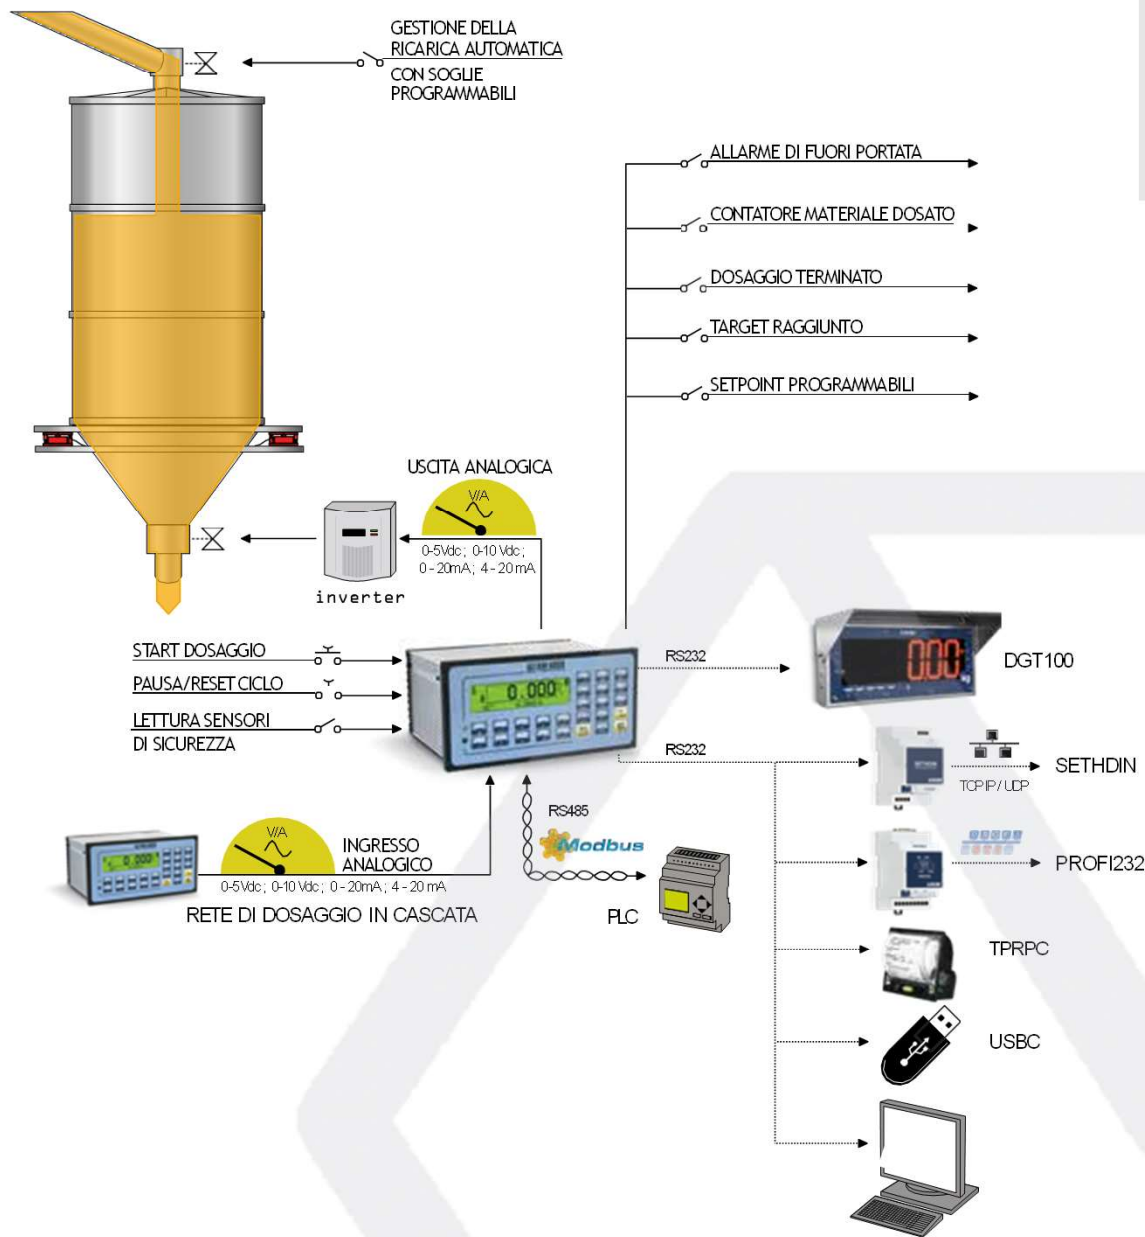 GESTIONE DELLA
RICARICA AUTOMATICA
CON SOGLIE
PROGRAMMABILI
ALLARME DI FUORI PORTATA
CONTATORE MATERIALE DOSATO
DOSAGGIO TERMINATO
TARGET RAGGIUNTO
SETPOINT PROGRAMMABILI
USCITA ANALOGICA
V/A
0-5Vdc ; 0-10 Vdc ;
0 - 20mA ; 4 - 20 mA
inverter
START DOSAGGIO
PAUSA/RESET CICLO
LETTURA SENSORI
DI SICUREZZA
0.000
RS232
0.00
DGT100
RS232
SETHDIN
TCP IP / UDP
SETHDIN
RS485
Modbus
PLC
PROFI232
V/A
INGRESSO
ANALOGICO
0.000
0-5Vdc ; 0-10 Vdc ; 0 - 20mA ; 4 - 20 mA
RETE DI DOSAGGIO IN CASCATA
TPRPC
USBC